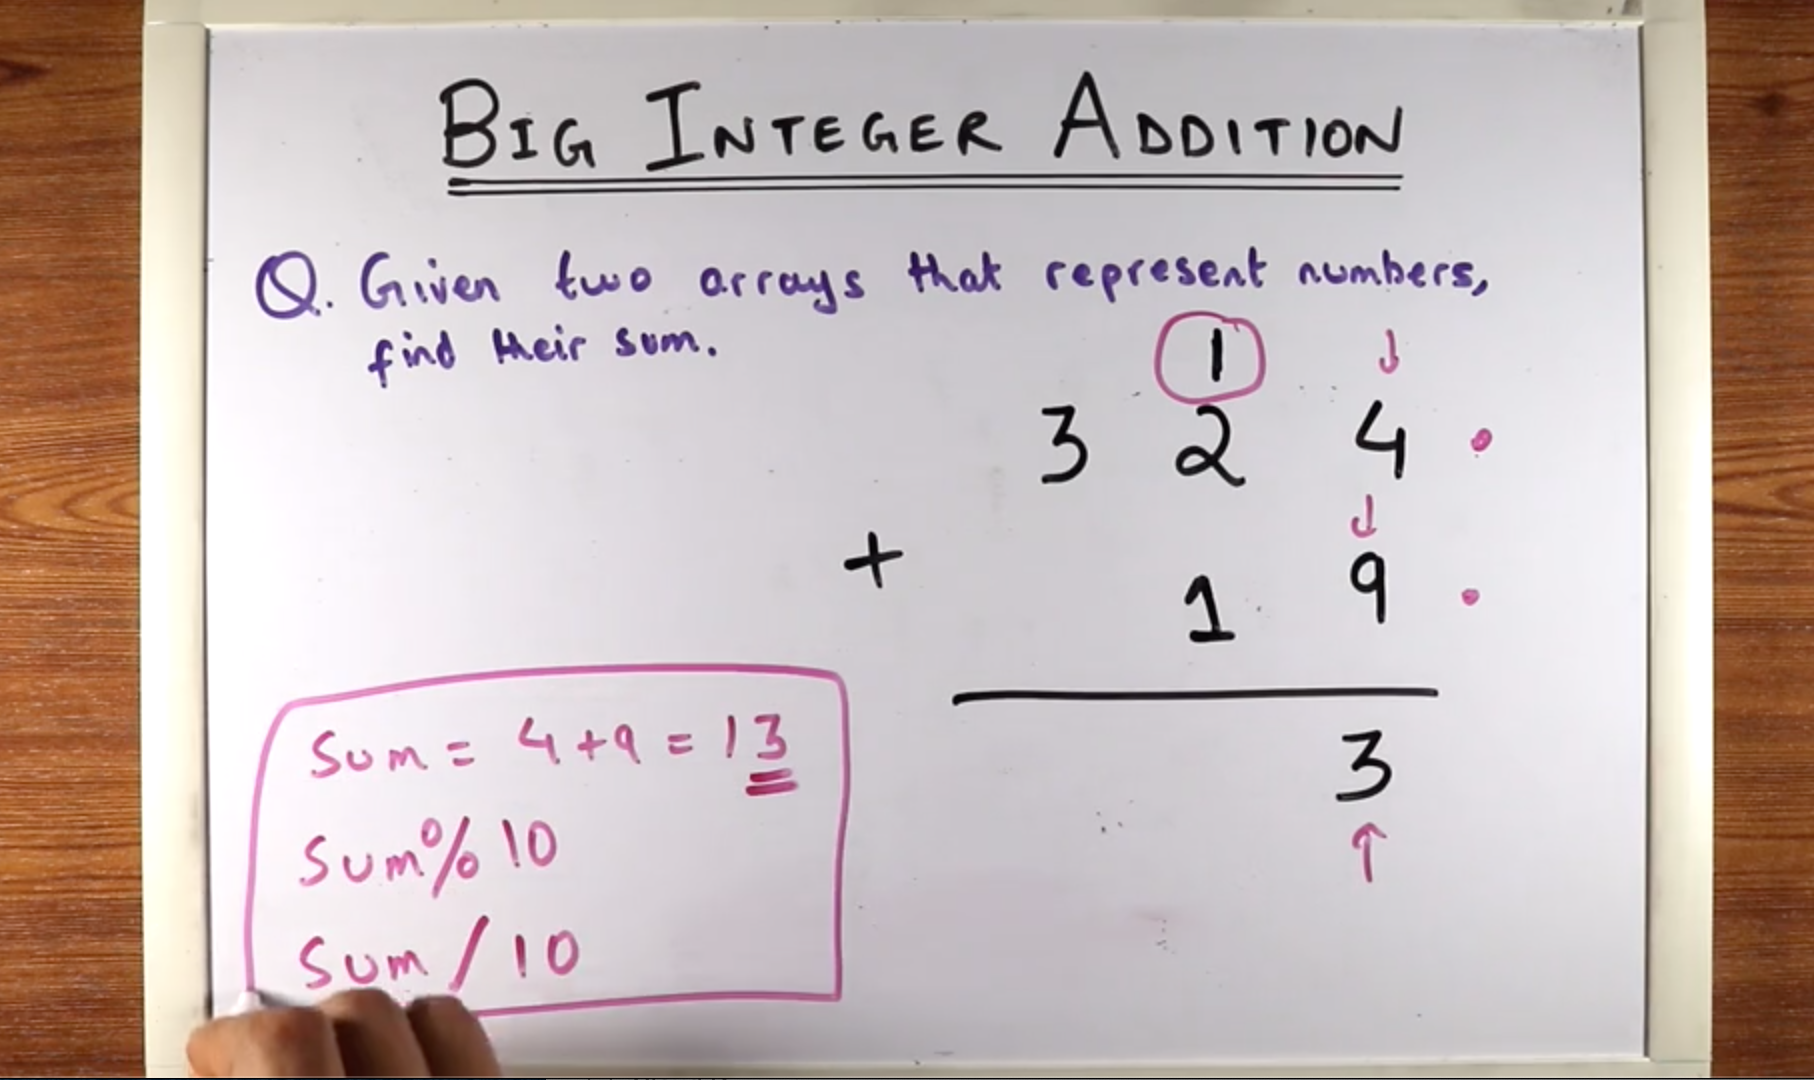 BIG INTEGER ADDITION
Q. Given two arrays that represent numbers,
find their sum.
1 ↓
3 2 4 •
↓
+ 1 9 •
3
↑
Sum = 4+9 = 13
Sum % 10
Sum / 10